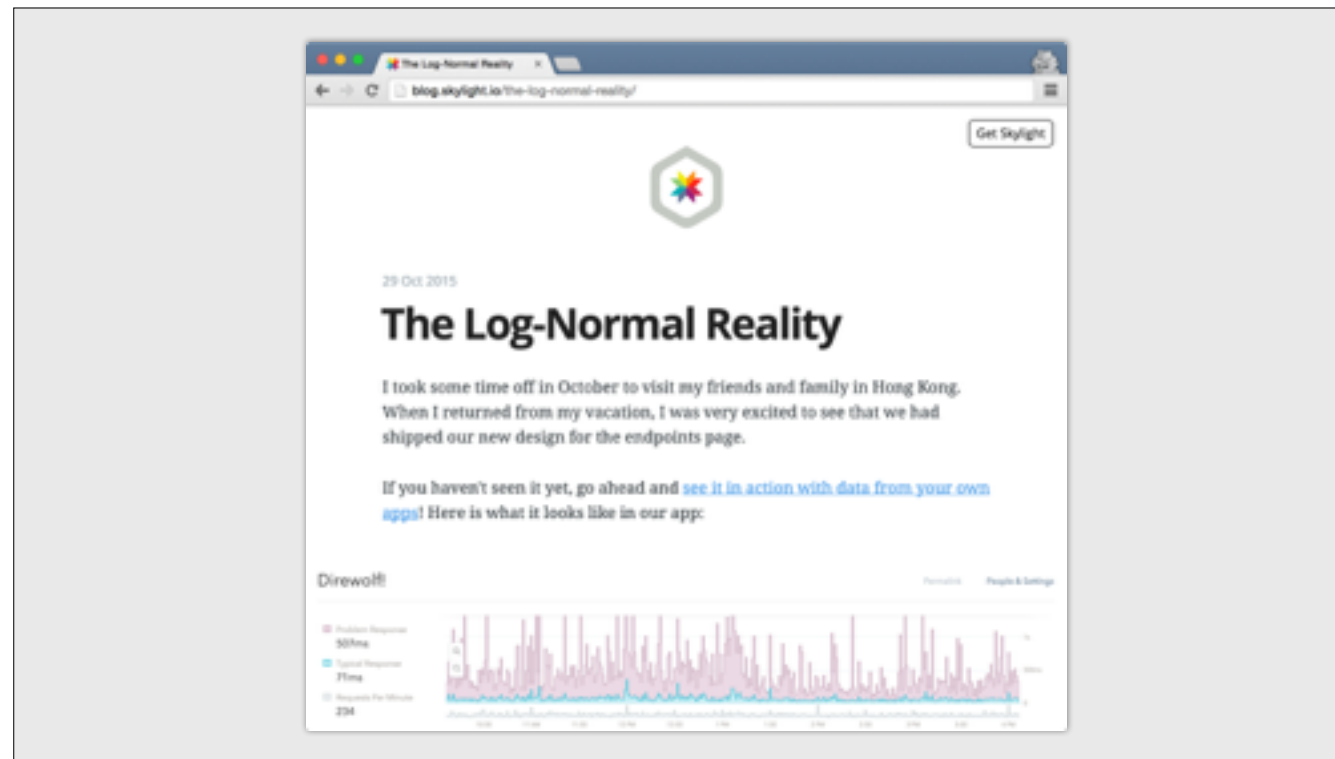 The Log-Normal Reality
blog.skylight.io/the-log-normal-reality/
Get Skylight
29 Oct 2015
The Log-Normal Reality
I took some time off in October to visit my friends and family in Hong Kong.
When I returned from my vacation, I was very excited to see that we had
shipped our new design for the endpoints page.
If you haven't seen it yet, go ahead and see it in action with data from your own
apps! Here is what it looks like in our app:
Direwolf!
Permalink People & Settings
Problem Response
507ms
Typical Response
71ms
Requests Per Minute
234